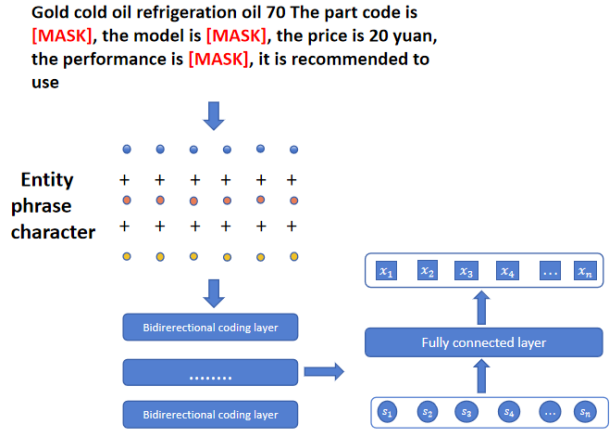 Gold cold oil refrigeration oil 70 The part code is
[MASK], the model is [MASK], the price is 20 yuan,
the performance is [MASK], it is recommended to
use
+ + + + + +
Entity
phrase
character
+ + + + + +
x₁ x₂ x₃ x₄ ... xₙ
Bidirerectional coding layer
Fully connected layer
........
Bidirerectional coding layer
s₁ s₂ s₃ s₄ ... sₙ